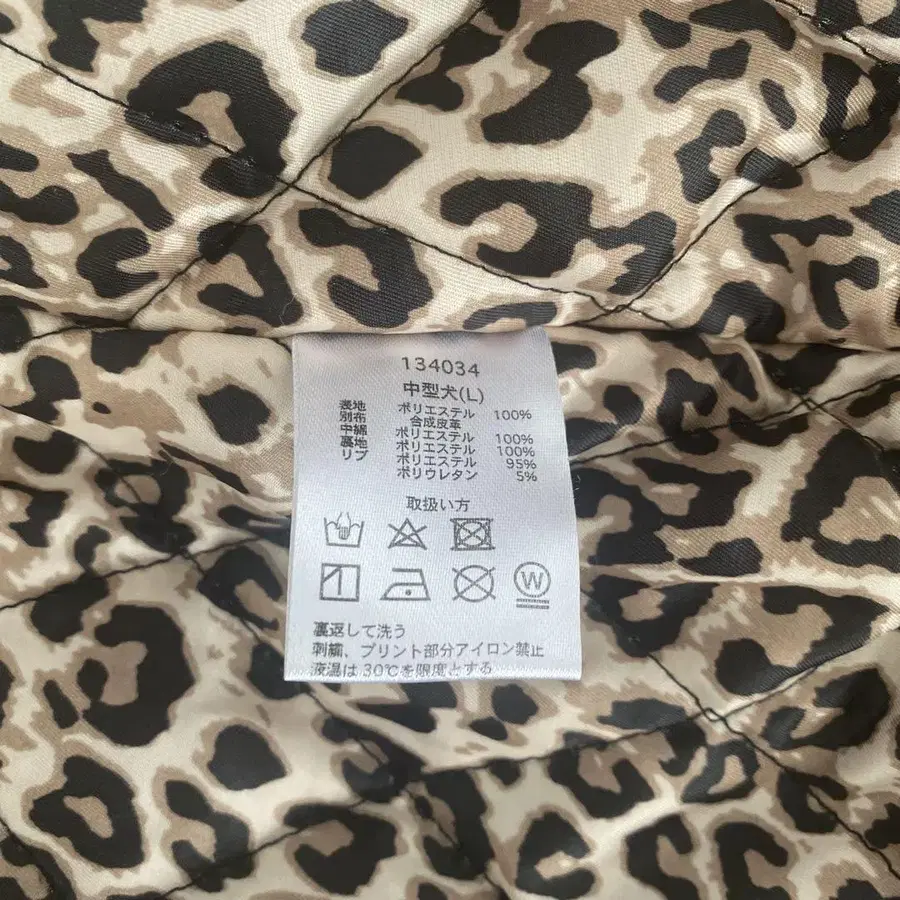 134034
中型犬(L)
表地 ポリエステル 100%
別布 合成皮革
中綿 ポリエステル 100%
裏地 ポリエステル 100%
リブ ポリエステル 95%
ポリウレタン 5%
取扱い方
W
裏返して洗う
刺繍、プリント部分アイロン禁止
液温は30℃を限度とする